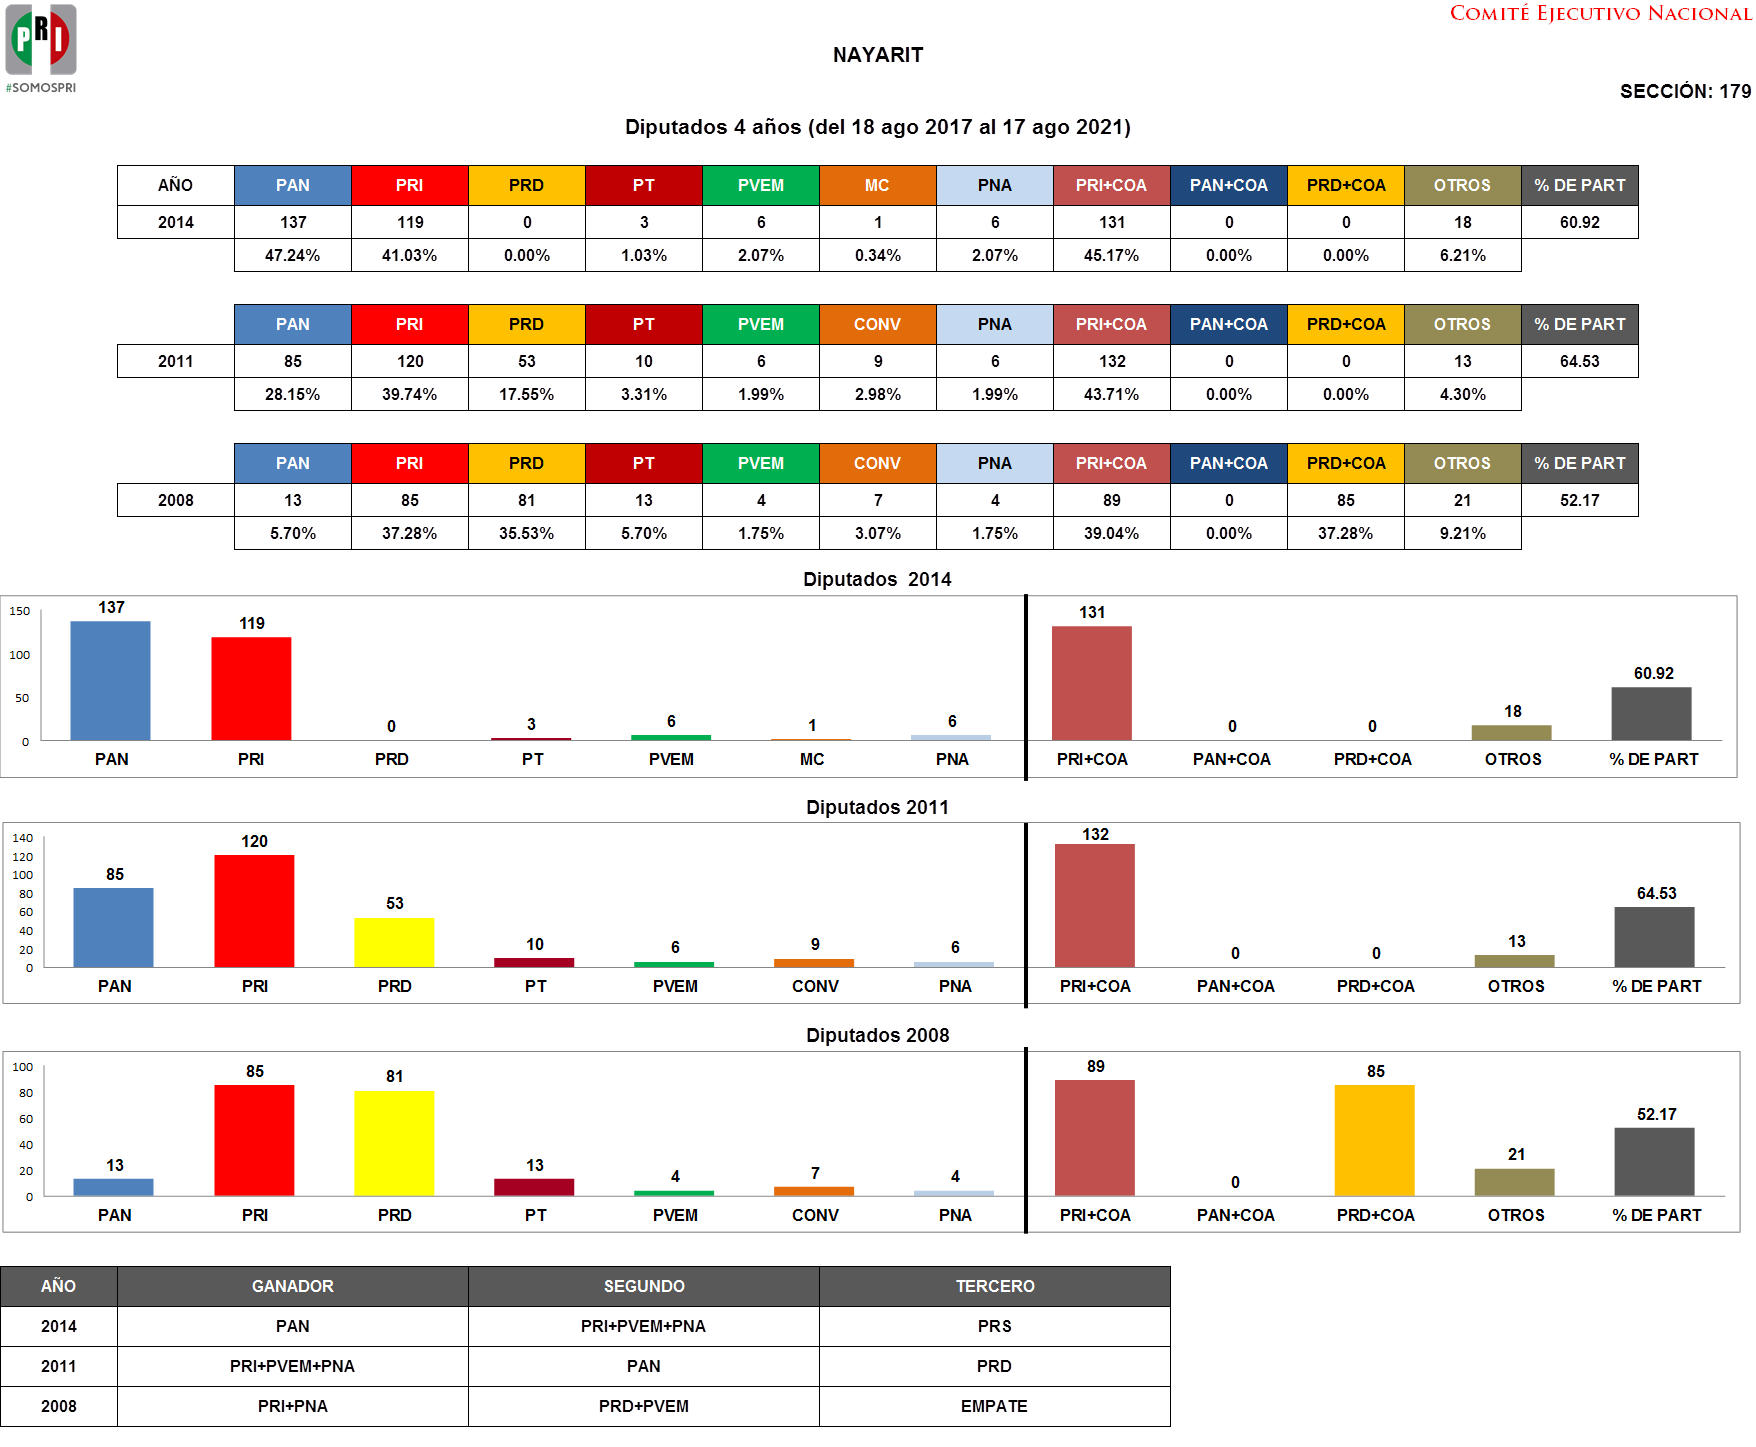 PRI
#SOMOSPRI
COMITÉ EJECUTIVO NACIONAL
NAYARIT
SECCIÓN: 179
Diputados 4 años (del 18 ago 2017 al 17 ago 2021)
AÑO PAN PRI PRD PT PVEM MC PNA PRI+COA PAN+COA PRD+COA OTROS % DE PART
2014 137 119 0 3 6 1 6 131 0 0 18 60.92
47.24% 41.03% 0.00% 1.03% 2.07% 0.34% 2.07% 45.17% 0.00% 0.00% 6.21%
PAN PRI PRD PT PVEM CONV PNA PRI+COA PAN+COA PRD+COA OTROS % DE PART
2011 85 120 53 10 6 9 6 132 0 0 13 64.53
28.15% 39.74% 17.55% 3.31% 1.99% 2.98% 1.99% 43.71% 0.00% 0.00% 4.30%
PAN PRI PRD PT PVEM CONV PNA PRI+COA PAN+COA PRD+COA OTROS % DE PART
2008 13 85 81 13 4 7 4 89 0 85 21 52.17
5.70% 37.28% 35.53% 5.70% 1.75% 3.07% 1.75% 39.04% 0.00% 37.28% 9.21%
Diputados 2014
150
100
50
0
137 119 0 3 6 1 6 131 0 0 18 60.92
PAN PRI PRD PT PVEM MC PNA PRI+COA PAN+COA PRD+COA OTROS % DE PART
Diputados 2011
140
120
100
80
60
40
20
0
85 120 53 10 6 9 6 132 0 0 13 64.53
PAN PRI PRD PT PVEM CONV PNA PRI+COA PAN+COA PRD+COA OTROS % DE PART
Diputados 2008
100
80
60
40
20
0
13 85 81 13 4 7 4 89 0 85 21 52.17
PAN PRI PRD PT PVEM CONV PNA PRI+COA PAN+COA PRD+COA OTROS % DE PART
AÑO GANADOR SEGUNDO TERCERO
2014 PAN PRI+PVEM+PNA PRS
2011 PRI+PVEM+PNA PAN PRD
2008 PRI+PNA PRD+PVEM EMPATE